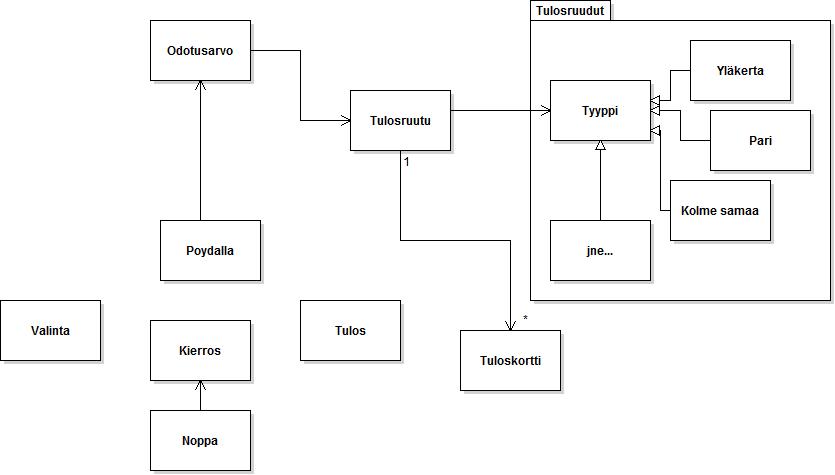 Tulosruudut
Odotusarvo
Yläkerta
Tulosruutu
Tyyppi
Pari
1
Kolme samaa
Poydalla
jne...
Valinta
Kierros
Tulos
*
Tuloskortti
Noppa